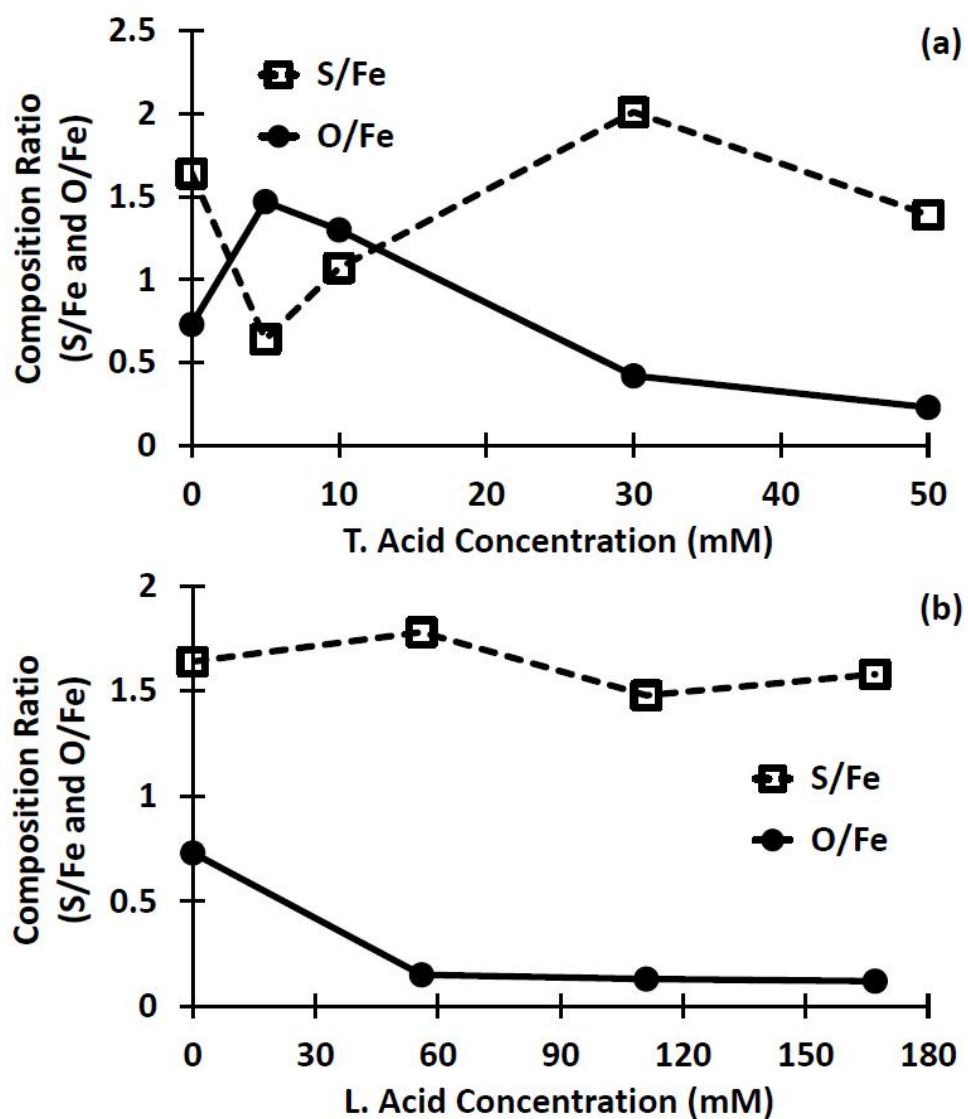 (a)
Composition Ratio
(S/Fe and O/Fe)
2.5
2
1.5
1
0.5
0
S/Fe
O/Fe
0 10 20 30 40 50
T. Acid Concentration (mM)
(b)
Composition Ratio
(S/Fe and O/Fe)
2
1.5
1
0.5
0
S/Fe
O/Fe
0 30 60 90 120 150 180
L. Acid Concentration (mM)